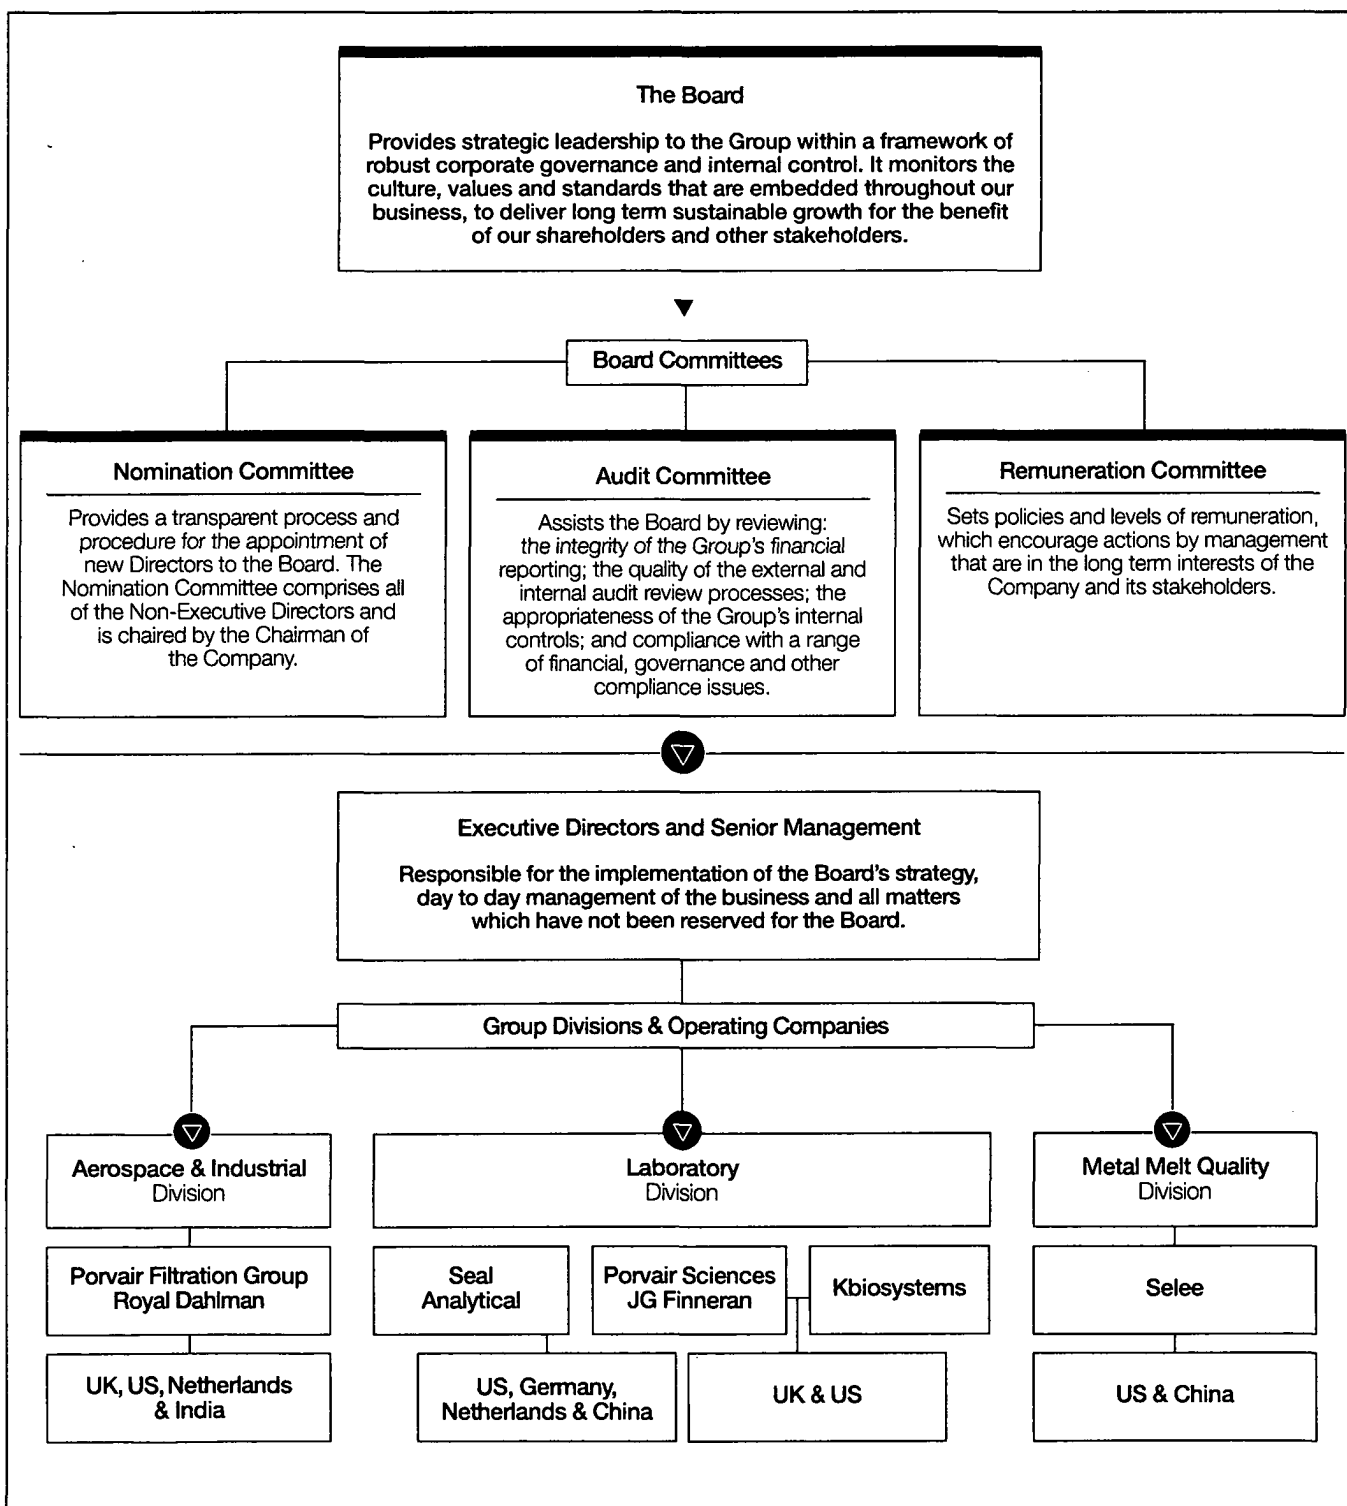 The Board
Provides strategic leadership to the Group within a framework of
robust corporate governance and internal control. It monitors the
culture, values and standards that are embedded throughout our
business, to deliver long term sustainable growth for the benefit
of our shareholders and other stakeholders.
Board Committees
Nomination Committee
Provides a transparent process and
procedure for the appointment of
new Directors to the Board. The
Nomination Committee comprises all
of the Non-Executive Directors and
is chaired by the Chairman of
the Company.
Audit Committee
Assists the Board by reviewing:
the integrity of the Group's financial
reporting; the quality of the external and
internal audit review processes; the
appropriateness of the Group's internal
controls; and compliance with a range
of financial, governance and other
compliance issues.
Remuneration Committee
Sets policies and levels of remuneration,
which encourage actions by management
that are in the long term interests of the
Company and its stakeholders.
Executive Directors and Senior Management
Responsible for the implementation of the Board's strategy,
day to day management of the business and all matters
which have not been reserved for the Board.
Group Divisions & Operating Companies
Aerospace & Industrial
Division
Laboratory
Division
Metal Melt Quality
Division
Porvair Filtration Group
Royal Dahlman
Seal
Analytical
Porvair Sciences
JG Finneran
Kbiosystems
Selee
UK, US, Netherlands
& India
US, Germany,
Netherlands & China
UK & US
US & China